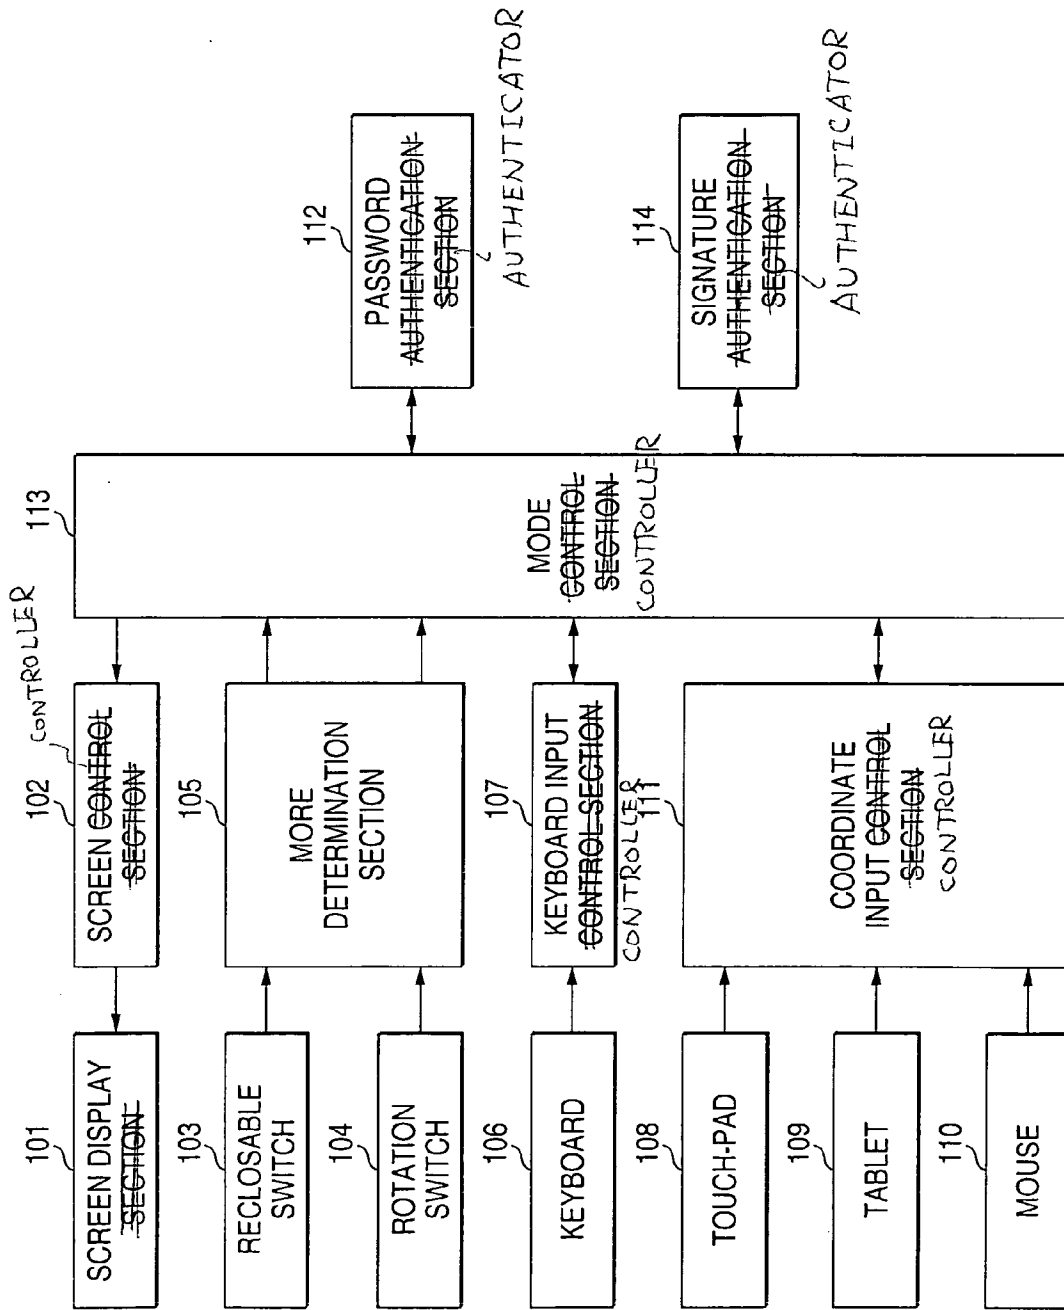 101
SCREEN DISPLAY
SECTION
102
SCREEN CONTROL
SECTION
CONTROLLER
103
RECLOSABLE
SWITCH
104
ROTATION
SWITCH
105
MORE
DETERMINATION
SECTION
106
KEYBOARD
107
KEYBOARD INPUT
CONTROL SECTION
CONTROLLER
108
TOUCH-PAD
109
TABLET
110
MOUSE
111
COORDINATE
INPUT CONTROL
SECTION
CONTROLLER
113
MODE
CONTROL
SECTION
CONTROLLER
112
PASSWORD
AUTHENTICATION
SECTION
AUTHENTICATOR
114
SIGNATURE
AUTHENTICATION
SECTION
AUTHENTICATOR